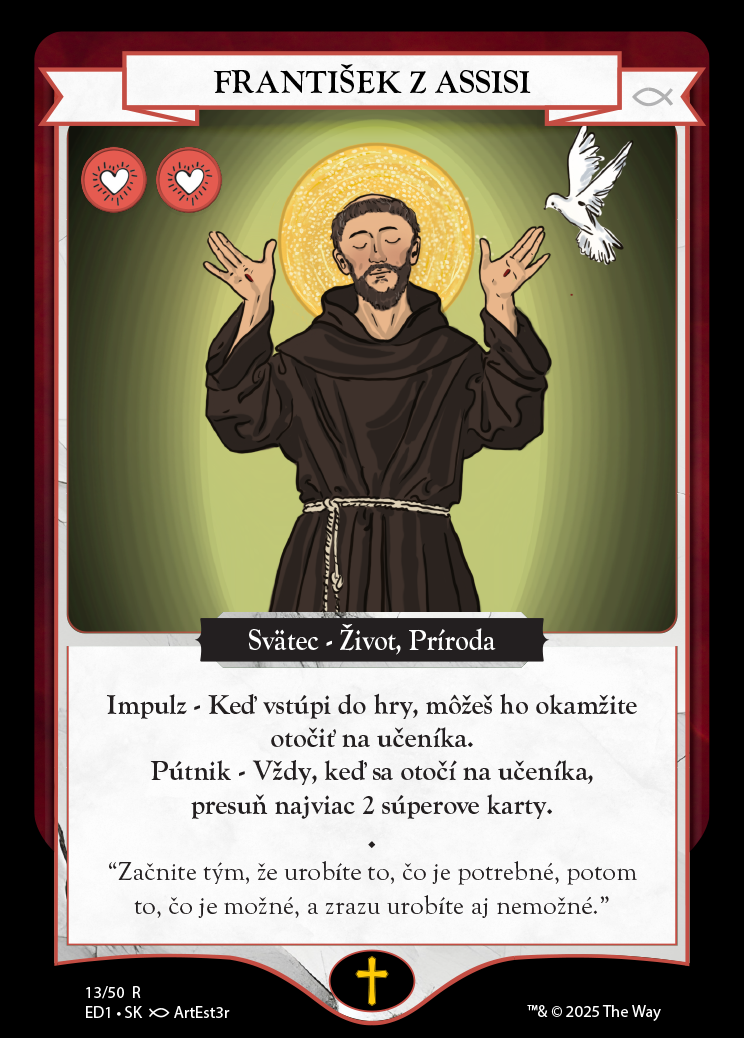 FRANTIŠEK Z ASSISI
Svätec - Život, Príroda
Impulz - Keď vstúpi do hry, môžeš ho okamžite
otočiť na učeníka.
Pútnik - Vždy, keď sa otočí na učeníka,
presuň najviac 2 súperove karty.
“Začnite tým, že urobíte to, čo je potrebné, potom
to, čo je možné, a zrazu urobíte aj nemožné.”
13/50 R
ED1 • SK ArtEst3r
™& © 2025 The Way